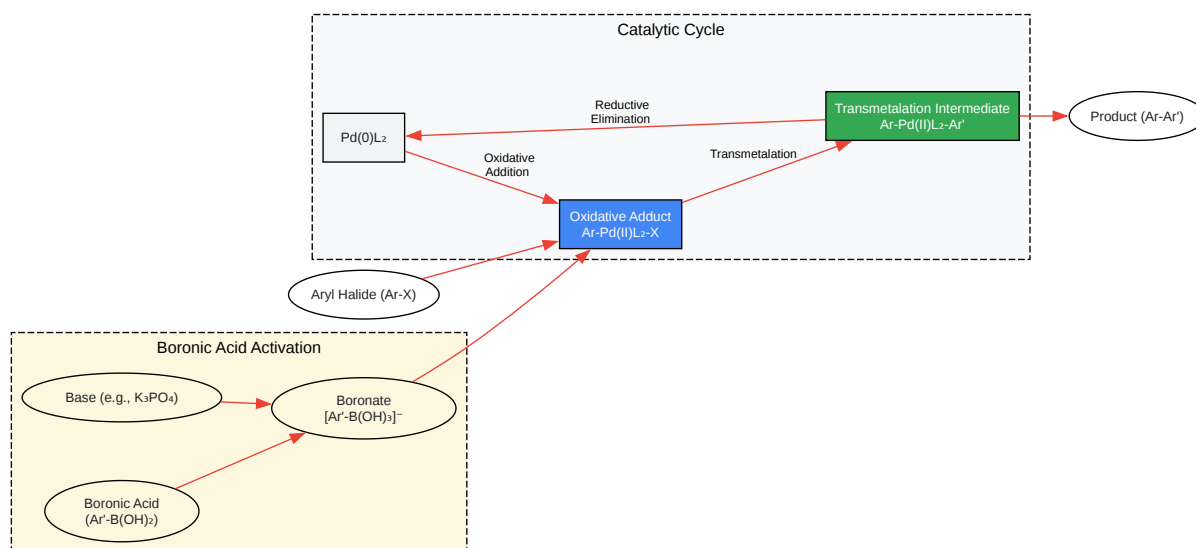 Catalytic Cycle
Pd(0)L₂
Reductive
Elimination
Oxidative
Addition
Transmetalation
Transmetalation Intermediate
Ar-Pd(II)L₂-Ar'
Product (Ar-Ar')
Oxidative Adduct
Ar-Pd(II)L₂-X
Aryl Halide (Ar-X)
Boronic Acid Activation
Base (e.g., K₃PO₄)
Boronate
[Ar'-B(OH)₃]⁻
Boronic Acid
(Ar'-B(OH)₂)